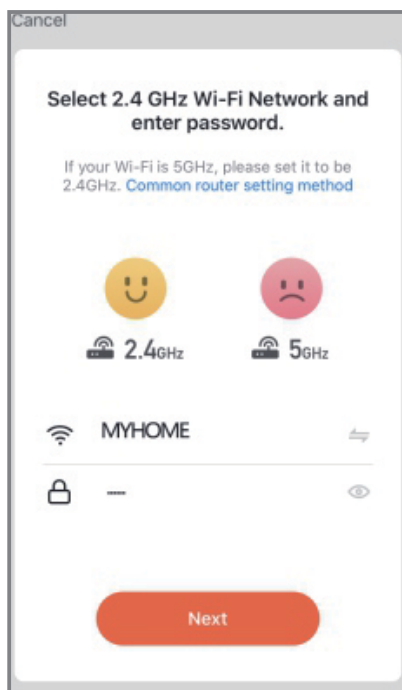 Cancel
Select 2.4 GHz Wi-Fi Network and
enter password.
If your Wi-Fi is 5GHz, please set it to be
2.4GHz. Common router setting method
2.4GHz 5GHz
MYHOME
Next